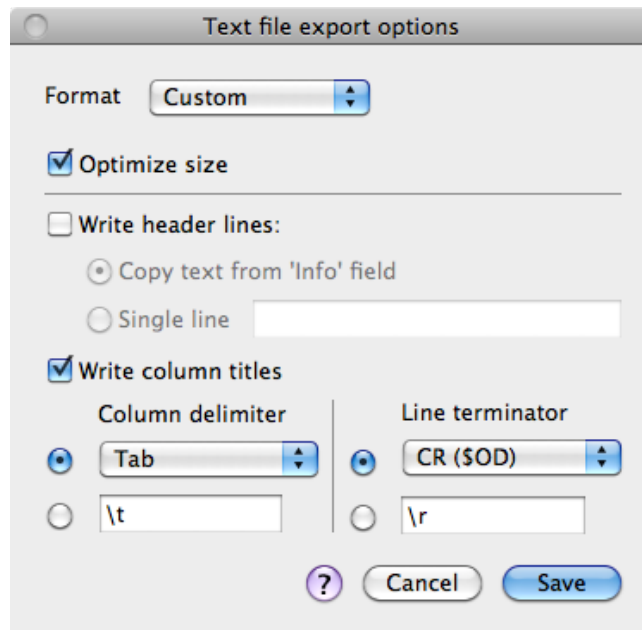 Text file export options
Format Custom
Optimize size
Write header lines:
Copy text from 'Info' field
Single line
Write column titles
Column delimiter Line terminator
Tab CR ($OD)
\t \r
? Cancel Save